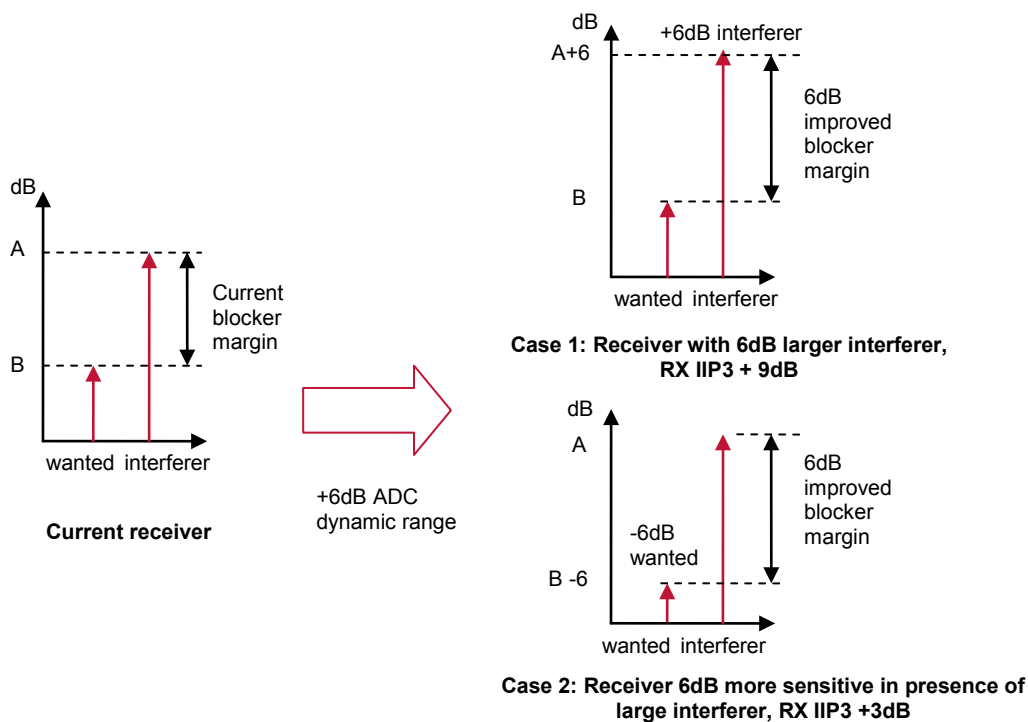 dB
A
B
Current
blocker
margin
wanted interferer
Current receiver
+6dB ADC
dynamic range
dB
+6dB interferer
A+6
6dB
improved
blocker
margin
B
wanted interferer
Case 1: Receiver with 6dB larger interferer,
RX IIP3 + 9dB
dB
A
6dB
improved
blocker
margin
-6dB
wanted
B -6
wanted interferer
Case 2: Receiver 6dB more sensitive in presence of
large interferer, RX IIP3 +3dB